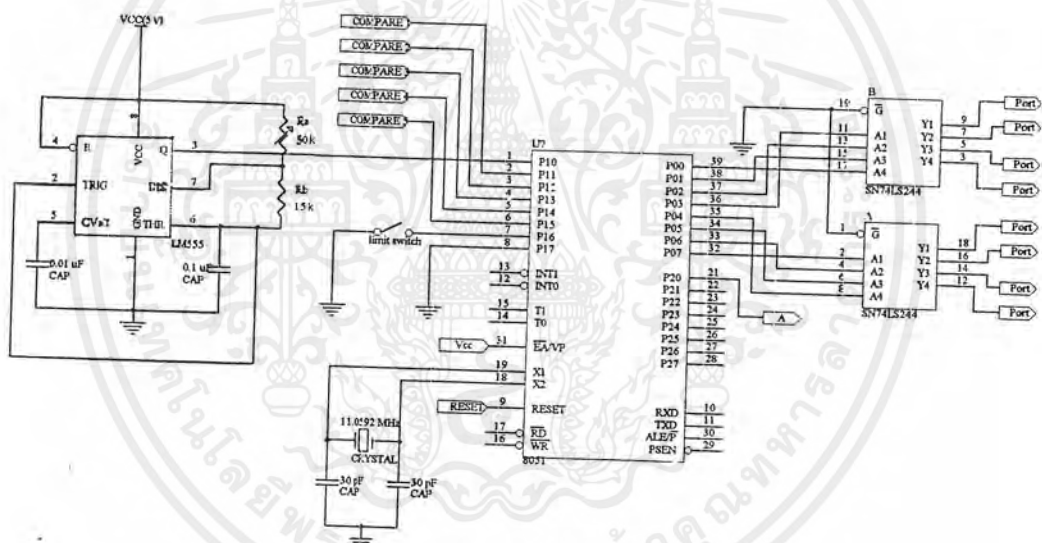 VCC(5V)
8
4
R
VCC
Q
3
2
TRIG
DIS
7
5
CVolT
GND
THR
6
1
LM555
0.01 uF
CAP
0.1 uF
CAP
Ra
50k
Rb
15k
COMPARE
COMPARE
COMPARE
COMPARE
COMPARE
limit switch
U?
1
P10
2
P11
3
P12
4
P13
5
P14
6
P15
7
P16
8
P17
13
INT1
12
INT0
15
T1
14
T0
Vcc
31
EA/VP
19
X1
18
X2
RESET
9
RESET
17
RD
16
WR
8051
11.0592 MHz
CRYSTAL
30 pF
CAP
30 pF
CAP
P00
39
P01
38
P02
37
P03
36
P04
35
P05
34
P06
33
P07
32
P20
21
P21
22
P22
23
P23
24
P24
25
P25
26
P26
27
P27
28
RXD
10
TXD
11
ALE/P
30
PSEN
29
A
B
19
G
11
A1
13
A2
15
A3
17
A4
Y1
9
Y2
7
Y3
5
Y4
3
SN74LS244
Port
Port
Port
Port
1
G
2
A1
4
A2
6
A3
8
A4
Y1
18
Y2
16
Y3
14
Y4
12
SN74LS244
Port
Port
Port
Port